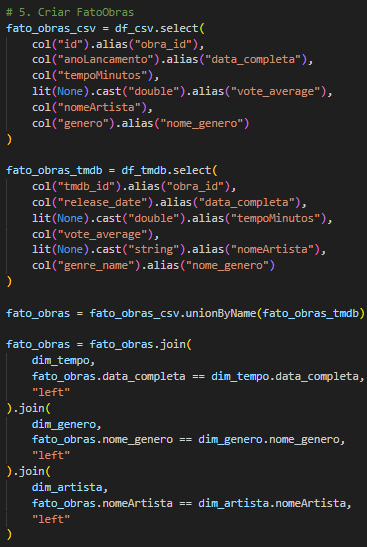 # 5. Criar FatoObras
fato_obras_csv = df_csv.select(
    col("id").alias("obra_id"),
    col("anoLancamento").alias("data_completa"),
    col("tempoMinutos"),
    lit(None).cast("double").alias("vote_average"),
    col("nomeArtista"),
    col("genero").alias("nome_genero")
)
fato_obras_tmdb = df_tmdb.select(
    col("tmdb_id").alias("obra_id"),
    col("release_date").alias("data_completa"),
    lit(None).cast("double").alias("tempoMinutos"),
    col("vote_average"),
    lit(None).cast("string").alias("nomeArtista"),
    col("genre_name").alias("nome_genero")
)
fato_obras = fato_obras_csv.unionByName(fato_obras_tmdb)
fato_obras = fato_obras.join(
    dim_tempo,
    fato_obras.data_completa == dim_tempo.data_completa,
    "left"
).join(
    dim_genero,
    fato_obras.nome_genero == dim_genero.nome_genero,
    "left"
).join(
    dim_artista,
    fato_obras.nomeArtista == dim_artista.nomeArtista,
    "left"
)